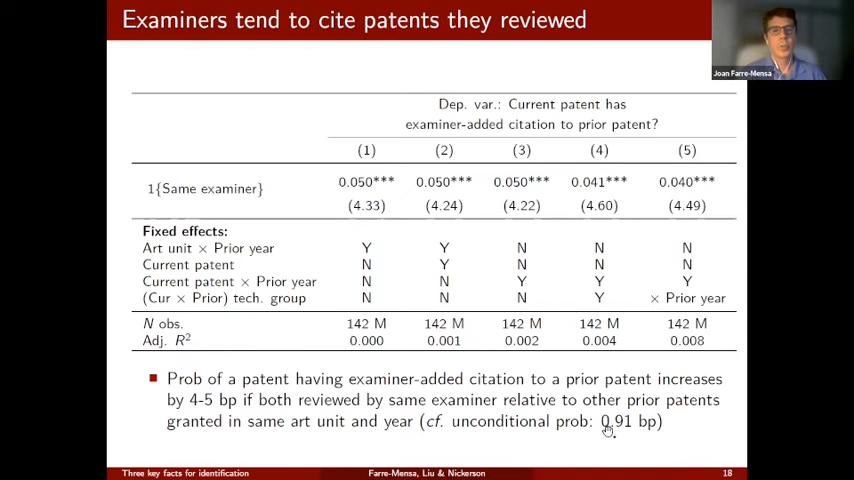 Examiners tend to cite patents they reviewed
Joan Farre-Mensa
Dep. var.: Current patent has
examiner-added citation to prior patent?
(1) (2) (3) (4) (5)
1{Same examiner} 0.050*** 0.050*** 0.050*** 0.041*** 0.040***
(4.33) (4.24) (4.22) (4.60) (4.49)
Fixed effects:
Art unit × Prior year Y Y N N N
Current patent N Y N N N
Current patent × Prior year N N Y Y Y
(Cur × Prior) tech. group N N N Y × Prior year
N obs. 142 M 142 M 142 M 142 M 142 M
Adj. R² 0.000 0.001 0.002 0.004 0.008
Prob of a patent having examiner-added citation to a prior patent increases
by 4-5 bp if both reviewed by same examiner relative to other prior patents
granted in same art unit and year (cf. unconditional prob: 0.91 bp)
Three key facts for identification Farre-Mensa, Liu & Nickerson 18